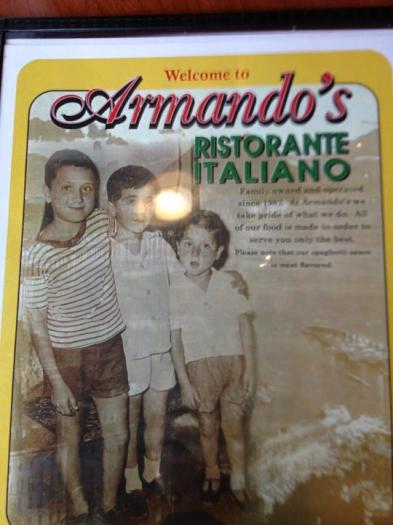 Welcome to
Armando's
RISTORANTE
ITALIANO
Family owned and operated
since 1982. At Armando's we
take pride of what we do. All
of our food is made to order to
serve you only the best.
Please note that our spaghetti sauce
is meat flavored.